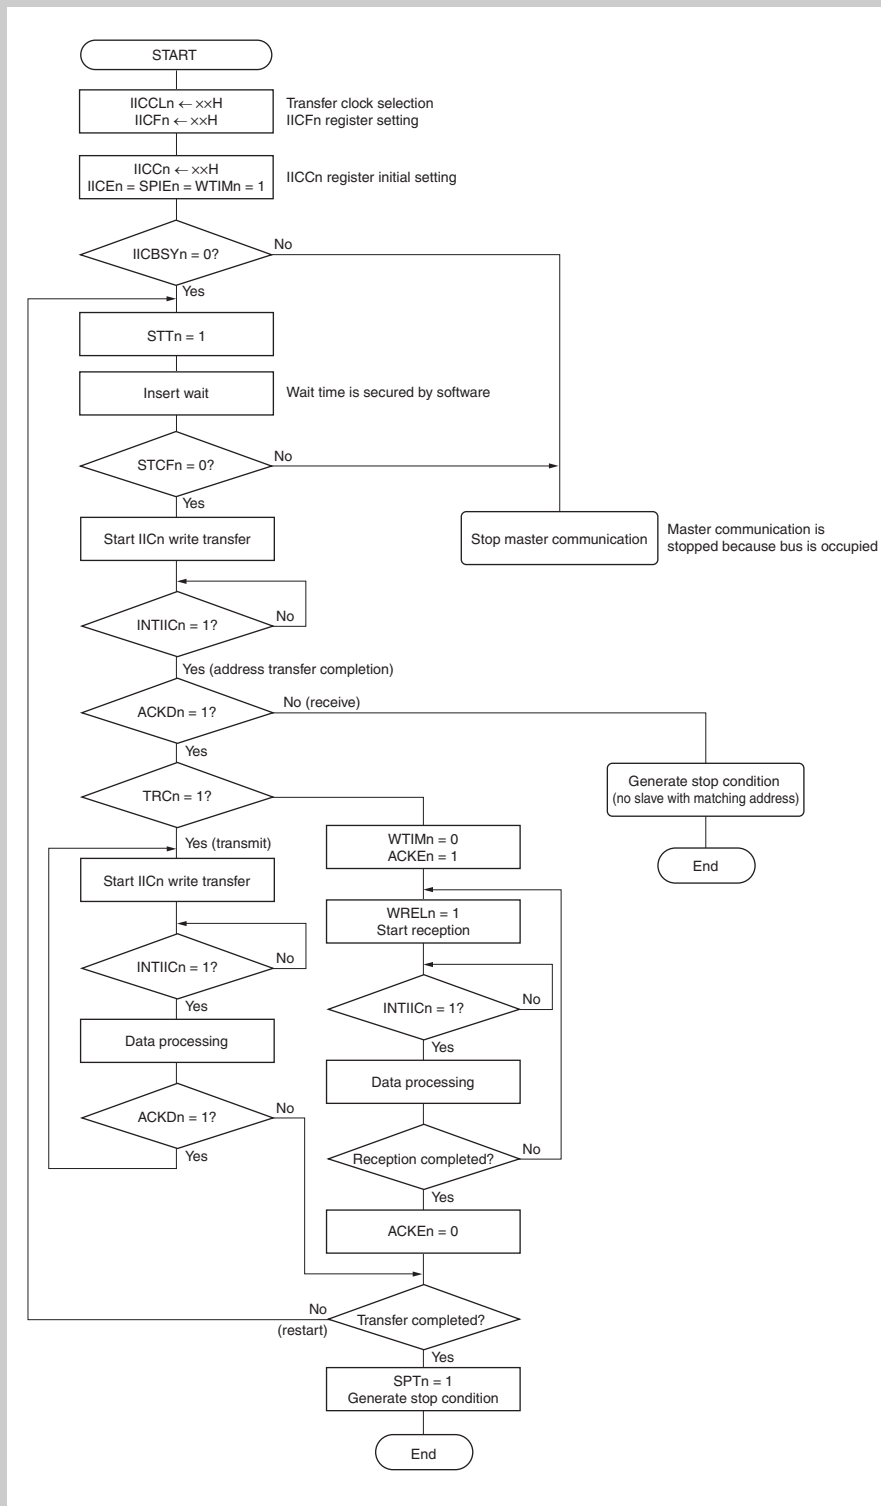 START
IICCLn ← ××H
IICFn ← ××H
Transfer clock selection
IICFn register setting
IICCn ← ××H
IICEn = SPIEn = WTIMn = 1
IICCn register initial setting
IICBSYn = 0?
No
Yes
STTn = 1
Insert wait
Wait time is secured by software
STCFn = 0?
No
Yes
Start IICn write transfer
Stop master communication
Master communication is
stopped because bus is occupied
INTIICn = 1?
No
Yes (address transfer completion)
ACKDn = 1?
No (receive)
Yes
Generate stop condition
(no slave with matching address)
End
TRCn = 1?
Yes (transmit)
WTIMn = 0
ACKEn = 1
Start IICn write transfer
WRELn = 1
Start reception
INTIICn = 1?
No
Yes
INTIICn = 1?
No
Yes
Data processing
Data processing
ACKDn = 1?
No
Yes
Reception completed?
No
Yes
ACKEn = 0
Transfer completed?
No
(restart)
Yes
SPTn = 1
Generate stop condition
End